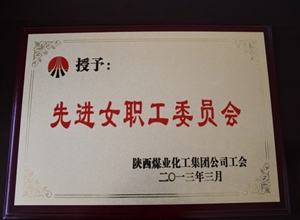 授予：
先进女职工委员会
陕西煤业化工集团公司工会
二〇一三年三月